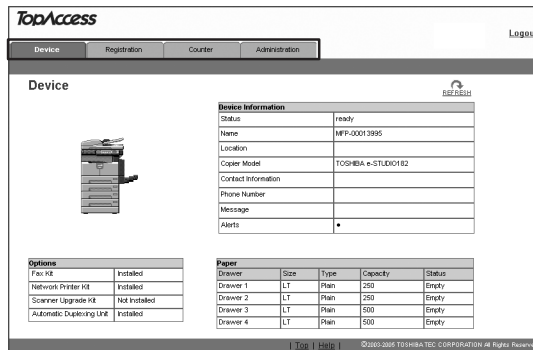 TopAccess
Logou
Device Registration Counter Administration
Device
REFRESH
Device Information
Status ready
Name MFP-00013995
Location
Copier Model TOSHIBA e-STUDIO182
Contact Information
Phone Number
Message
Alerts •
Options
Fax Kit Installed
Network Printer Kit Installed
Scanner Upgrade Kit Not Installed
Automatic Duplexing Unit Installed
Paper
Drawer Size Type Capacity Status
Drawer 1 LT Plain 250 Empty
Drawer 2 LT Plain 250 Empty
Drawer 3 LT Plain 500 Empty
Drawer 4 LT Plain 500 Empty
| Top | Help | ©2003-2005 TOSHIBA TEC CORPORATION All Rights Reserve